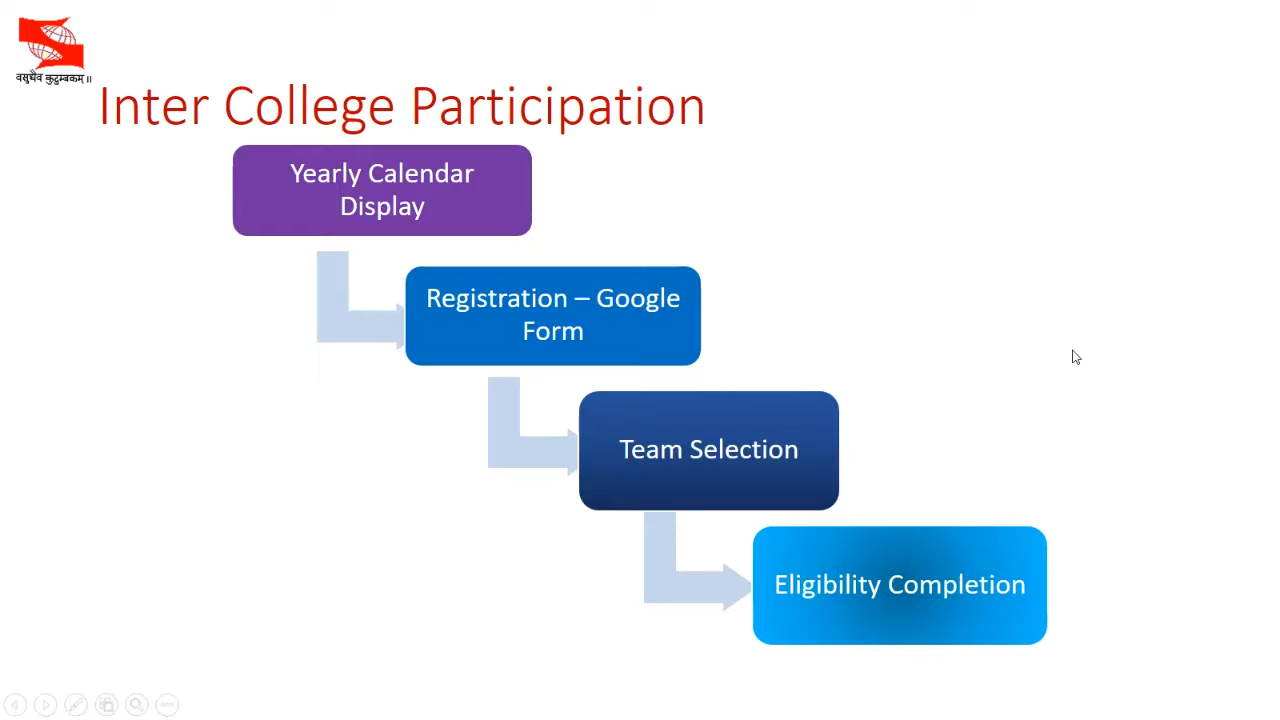 वसुधैव कुटुम्बकम् ॥
Inter College Participation
Yearly Calendar
Display
Registration – Google
Form
Team Selection
Eligibility Completion